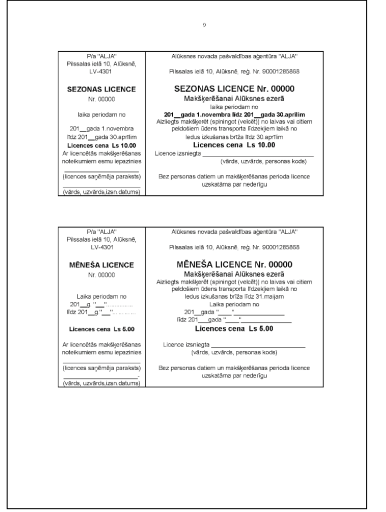 9
P/a "ALJA"
Pilssalas ielā 10, Alūksnē,
LV-4301
SEZONAS LICENCE
Nr. 00000
laika periodam no
201__gada 1.novembra
līdz 201__gada 30.aprīlim
Licences cena Ls 10.00
Ar licencētās makšķerēšanas
noteikumiem esmu iepazinies
(licences saņēmēja paraksts)
(vārds, uzvārds,izsn.datums)
Alūksnes novada pašvaldības aģentūra "ALJA"
Pilssalas ielā 10, Alūksnē, reģ. Nr. 90001285868
SEZONAS LICENCE Nr. 00000
Makšķerēšanai Alūksnes ezerā
laika periodam no
201__gada 1.novembra līdz 201__gada 30.aprīlim
Aizliegts makšķerēt (spiningot (velcēt)) no laivas vai citiem
peldošiem ūdens transporta līdzekļiem laikā no
ledus izkušanas brīža līdz 30.aprīlim
Licences cena Ls 10.00
Licence izsniegta ______________________
(vārds, uzvārds, personas kods)
Bez personas datiem un makšķerēšanas perioda licence
uzskatāma par nederīgu
P/a "ALJA"
Pilssalas ielā 10, Alūksnē,
LV-4301
MĒNEŠA LICENCE
Nr. 00000
Laika periodam no
201__g "__"............
līdz 201__g "__"............
Licences cena Ls 5.00
Ar licencētās makšķerēšanas
noteikumiem esmu iepazinies
(licences saņēmēja paraksts)
(vārds, uzvārds,izsn.datums)
Alūksnes novada pašvaldības aģentūra "ALJA"
Pilssalas ielā 10, Alūksnē, reģ. Nr. 90001285868
MĒNEŠA LICENCE Nr. 00000
Makšķerēšanai Alūksnes ezerā
Aizliegts makšķerēt (spiningot (velcēt)) no laivas vai citiem
peldošiem ūdens transporta līdzekļiem laikā no
ledus izkušanas brīža līdz 31.maijam
Laika periodam no
201__gada "____"______________
līdz 201___gada "____"______________
Licences cena Ls 5.00
Licence izsniegta ______________________
(vārds, uzvārds, personas kods)
Bez personas datiem un makšķerēšanas perioda licence
uzskatāma par nederīgu